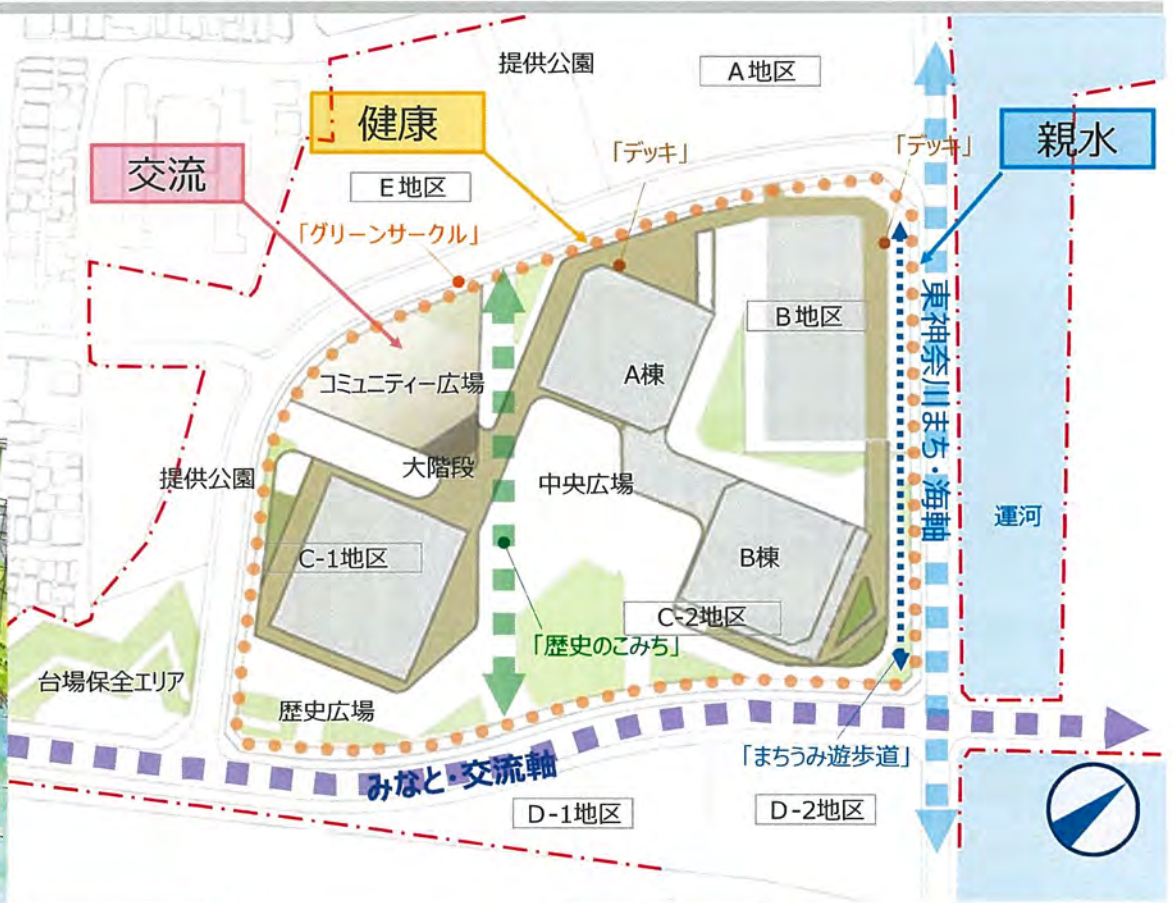 提供公園
A地区
健康
「デッキ」
「デッキ」
親水
交流
E地区
「グリーンサークル」
B地区
東神奈川まち・海軸
A棟
コミュニティー広場
大階段
提供公園
中央広場
運河
C-1地区
B棟
C-2地区
「歴史のこみち」
台場保全エリア
歴史広場
「まちうみ遊歩道」
みなと・交流軸
D-1地区
D-2地区